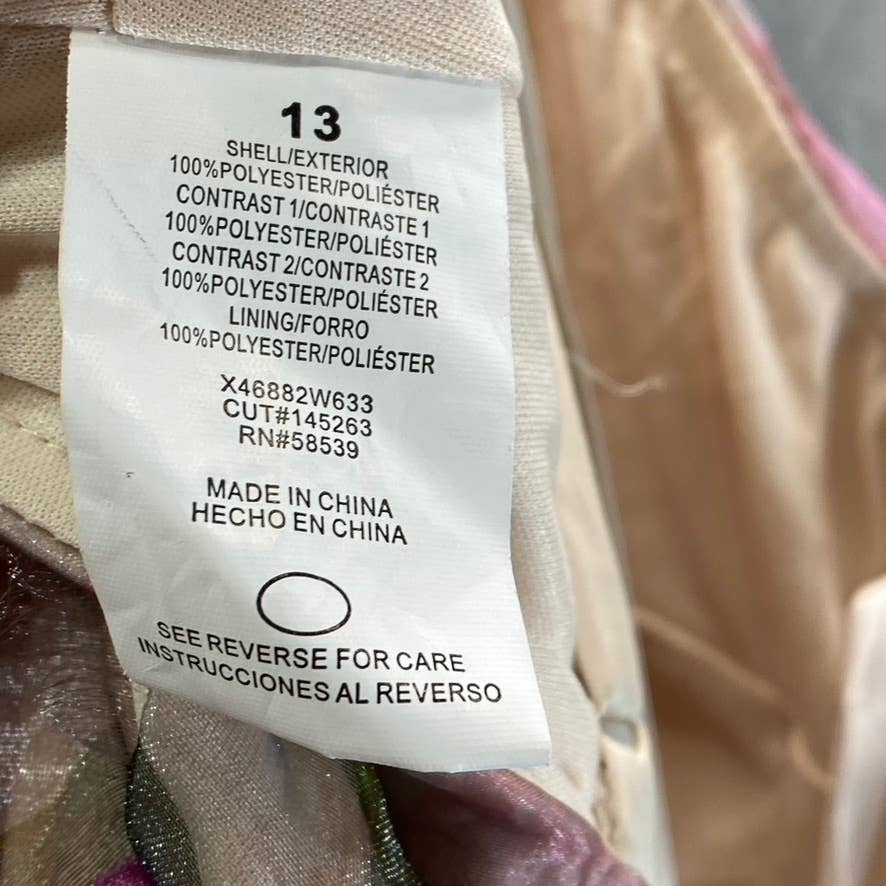 13
SHELL/EXTERIOR
100%POLYESTER/POLIÉSTER
CONTRAST 1/CONTRASTE 1
100%POLYESTER/POLIÉSTER
CONTRAST 2/CONTRASTE 2
100%POLYESTER/POLIÉSTER
LINING/FORRO
100%POLYESTER/POLIÉSTER
X46882W633
CUT#145263
RN#58539
MADE IN CHINA
HECHO EN CHINA
SEE REVERSE FOR CARE
INSTRUCCIONES AL REVERSO